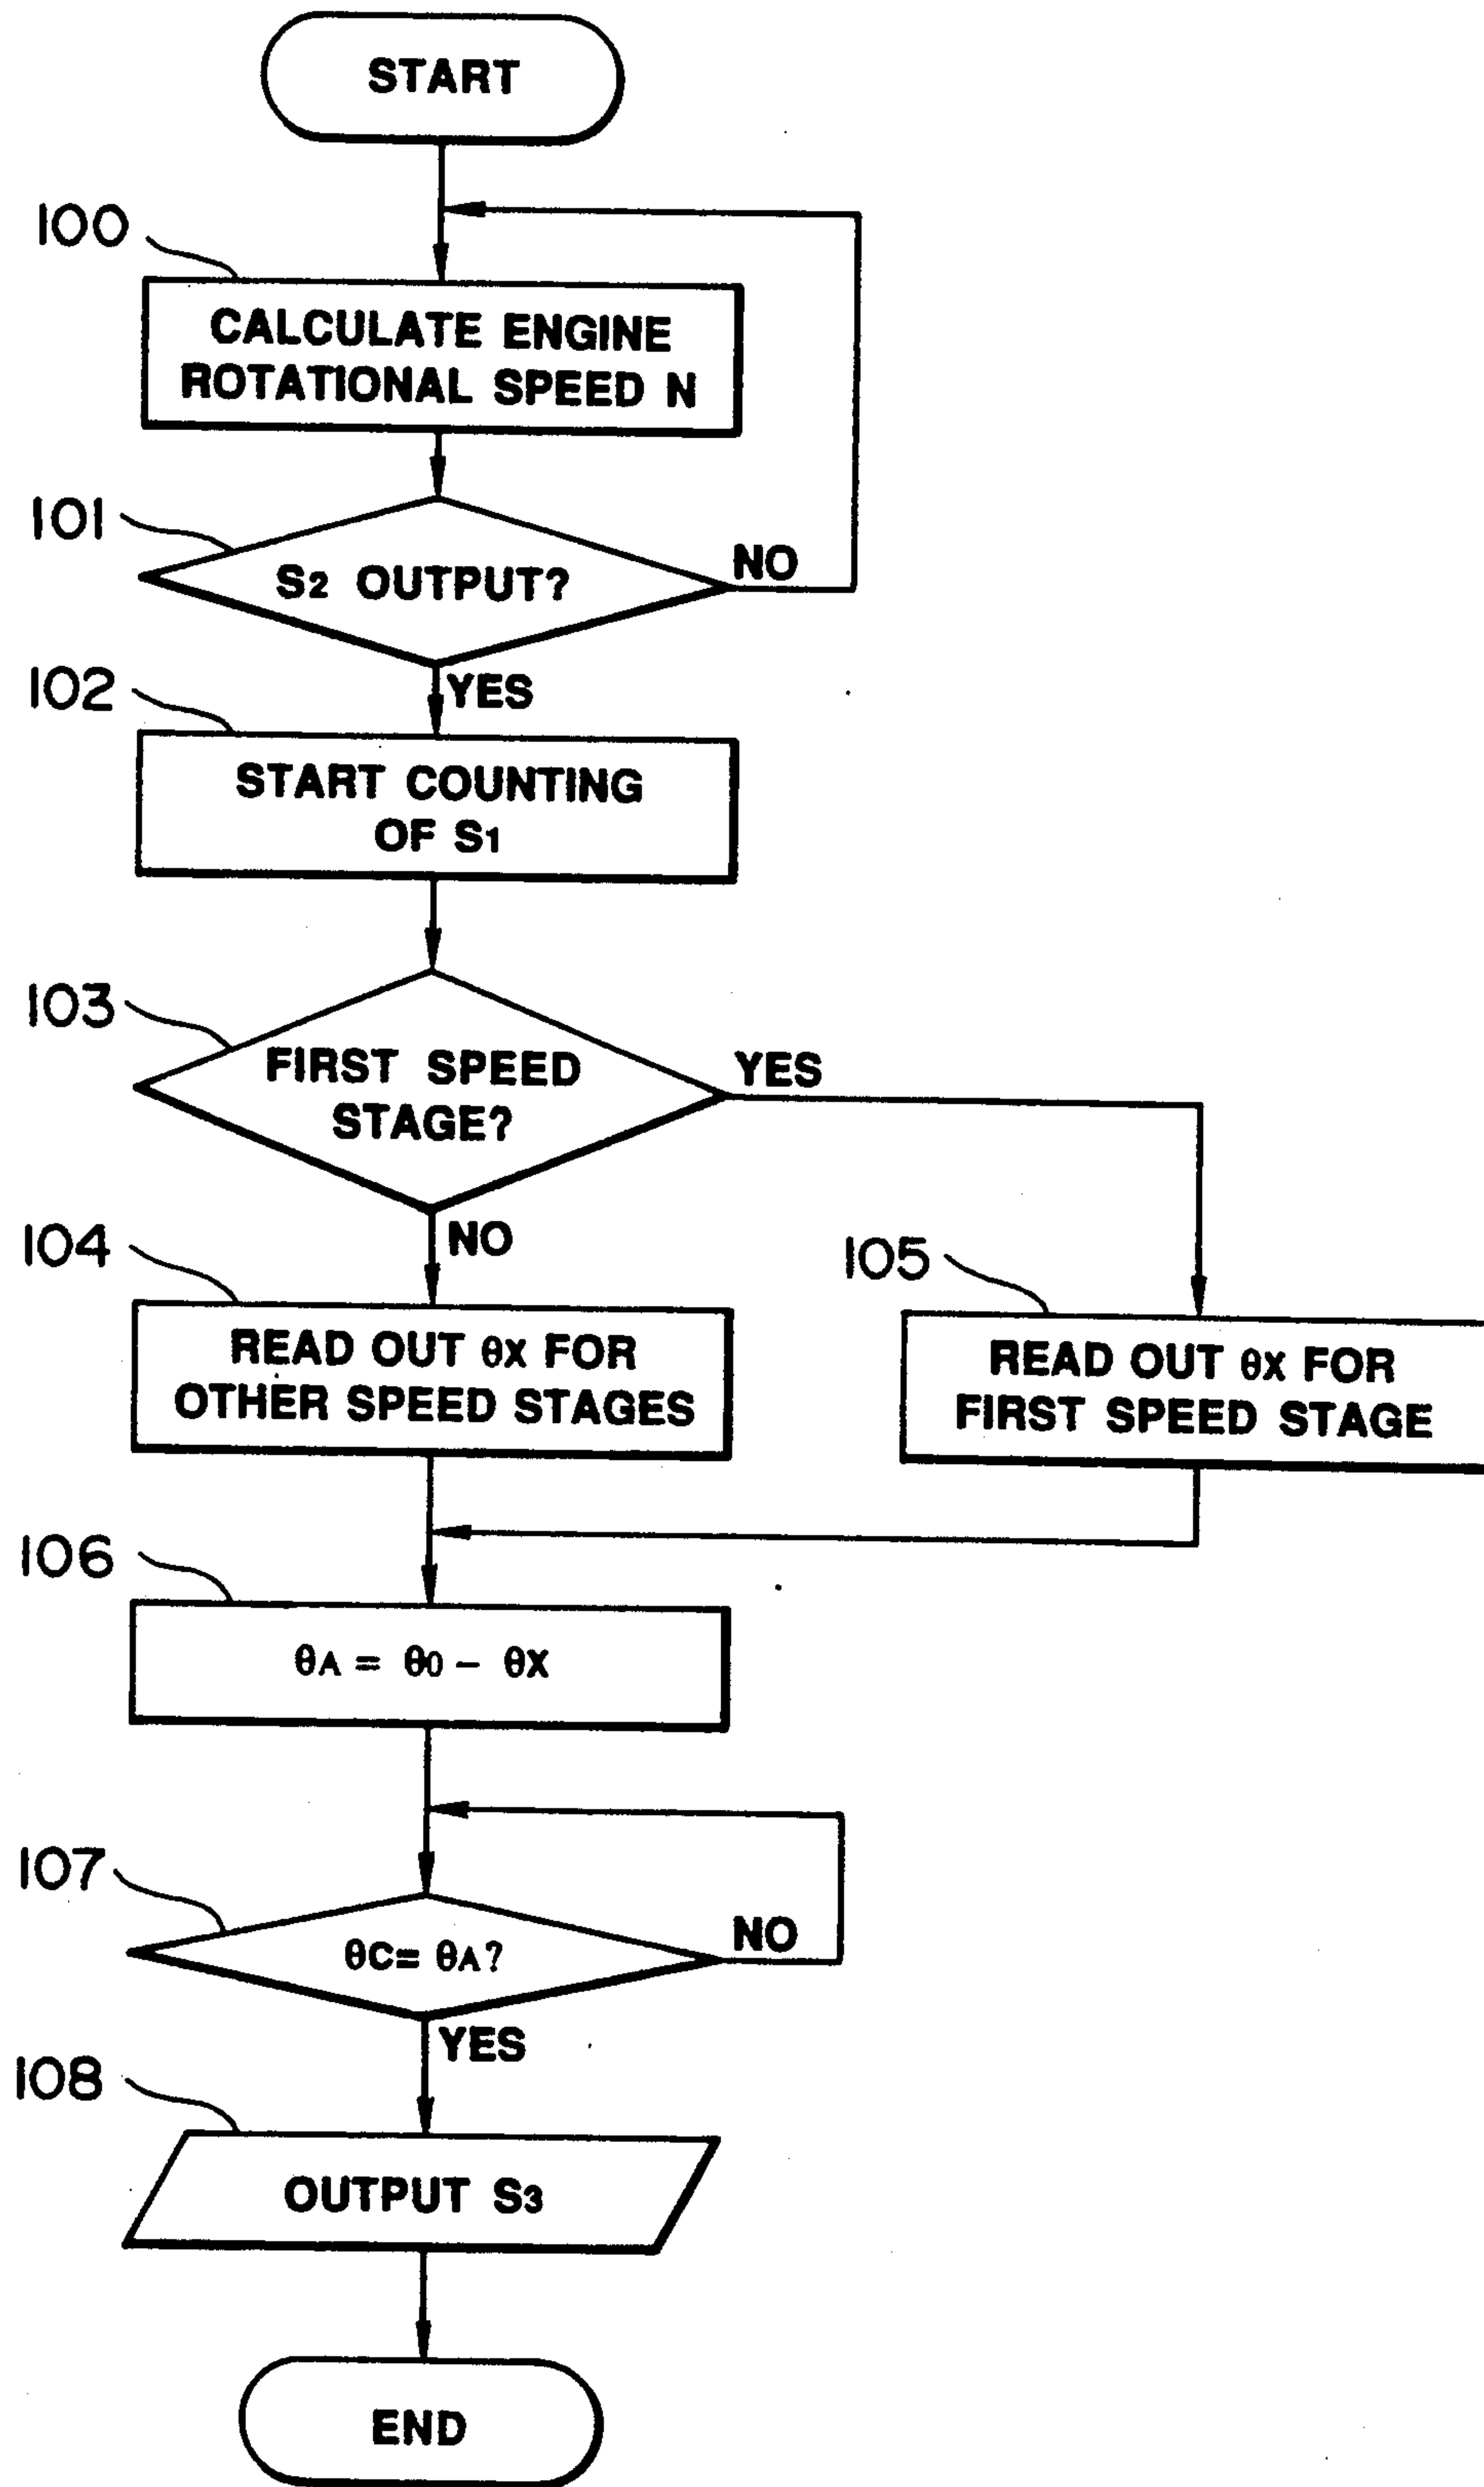 START
100
CALCULATE ENGINE
ROTATIONAL SPEED N
101
S2 OUTPUT?
NO
YES
102
START COUNTING
OF S1
103
FIRST SPEED
STAGE?
YES
NO
104
READ OUT θX FOR
OTHER SPEED STAGES
105
READ OUT θX FOR
FIRST SPEED STAGE
106
θA = θ0 - θX
107
θC = θA?
NO
YES
108
OUTPUT S3
END